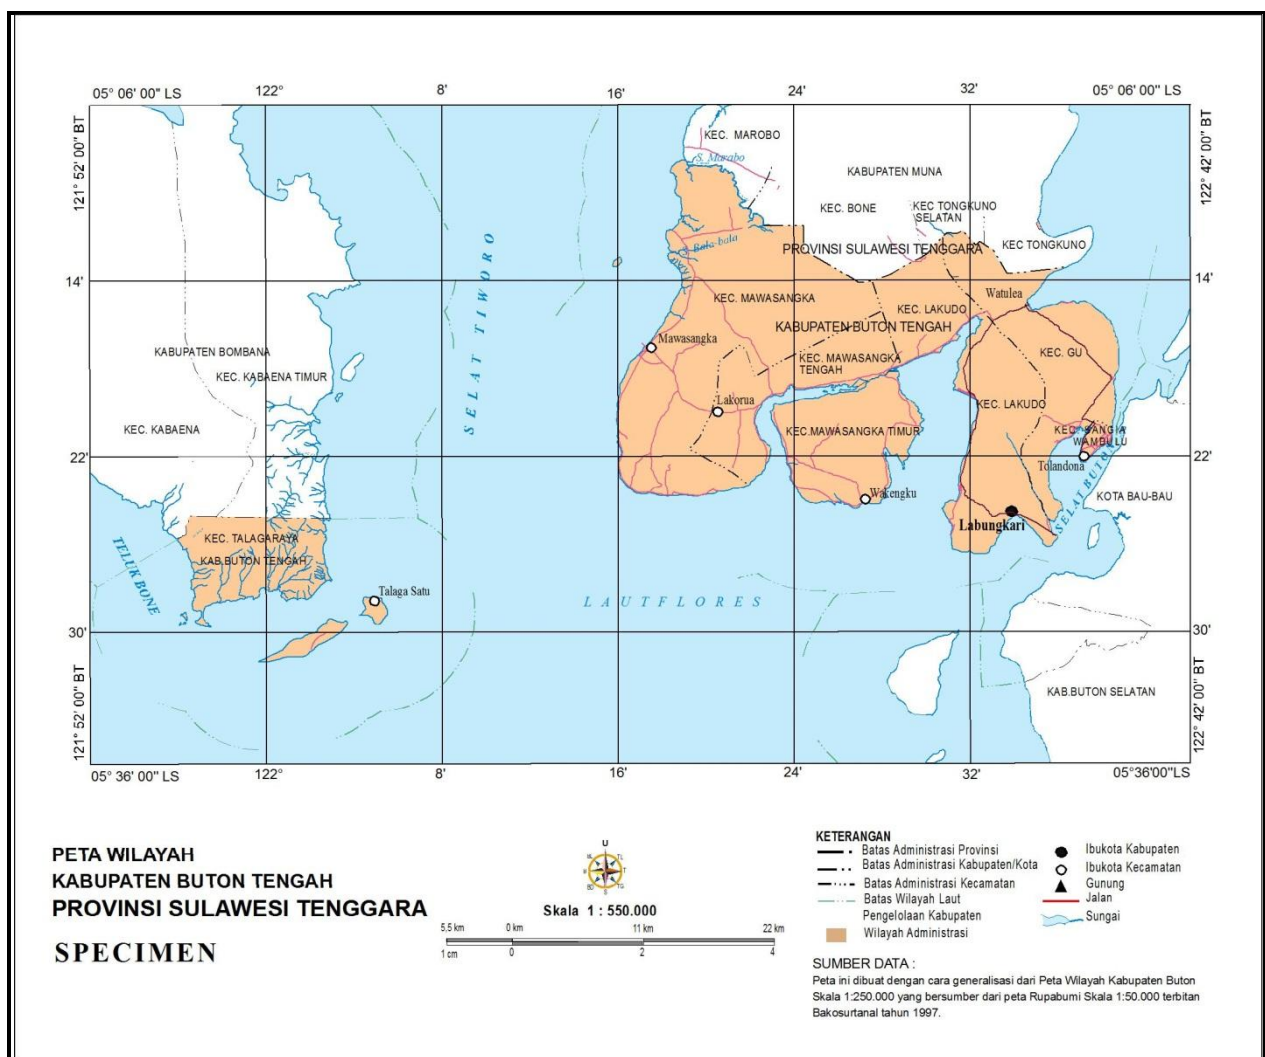 05° 06' 00" LS
122°
8'
16'
24'
32'
05° 06' 00" LS
121° 52' 00" BT
122° 42' 00" BT
KEC. MAROBO
S. Marabo
KABUPATEN MUNA
KEC. BONE
KEC TONGKUNO
SELATAN
KEC TONGKUNO
PROVINSI SULAWESI TENGGARA
S. Bala-bala
14'
14'
SELAT TIWORO
KEC. MAWASANGKA
KEC. LAKUDO
Watulea
KABUPATEN BUTON TENGAH
Mawasangka
KEC. MAWASANGKA
TENGAH
KEC. GU
KABUPATEN BOMBANA
KEC. KABAENA TIMUR
Lakorua
KEC. LAKUDO
KEC. KABAENA
KEC.MAWASANGKA TIMUR
KEC. SANGIA
WAMBULU
22'
22'
Tolandona
SELAT BUTON
Wakengku
KOTA BAU-BAU
Labungkari
KEC. TALAGARAYA
KAB.BUTON TENGAH
TELUK BONE
Talaga Satu
LAUTFLORES
30'
30'
KAB.BUTON SELATAN
121° 52' 00" BT
122° 42' 00" BT
05° 36' 00" LS
122°
8'
16'
24'
32'
05°36'00"LS
PETA WILAYAH
KABUPATEN BUTON TENGAH
PROVINSI SULAWESI TENGGARA
SPECIMEN
U
TL
T
TG
S
BD
B
BL
Skala 1 : 550.000
5,5 km
0 km
11 km
22 km
1 cm
0
2
4
KETERANGAN
Batas Administrasi Provinsi
Batas Administrasi Kabupaten/Kota
Batas Administrasi Kecamatan
Batas Wilayah Laut
Pengelolaan Kabupaten
Wilayah Administrasi
Ibukota Kabupaten
Ibukota Kecamatan
Gunung
Jalan
Sungai
SUMBER DATA :
Peta ini dibuat dengan cara generalisasi dari Peta Wilayah Kabupaten Buton
Skala 1:250.000 yang bersumber dari peta Rupabumi Skala 1:50.000 terbitan
Bakosurtanal tahun 1997.